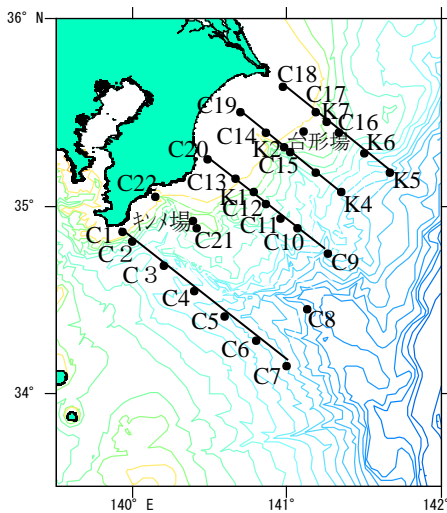 36° N
C18
C17
C19
K7
C14
C16
台形場
K2
K6
C20
C15
C13
K5
C22
K1
K4
C12
35°
キンメ場
C11
C1
C21
C10
C２
C9
C３
C4
C8
C5
C6
C7
34°
140° E
141°
142°